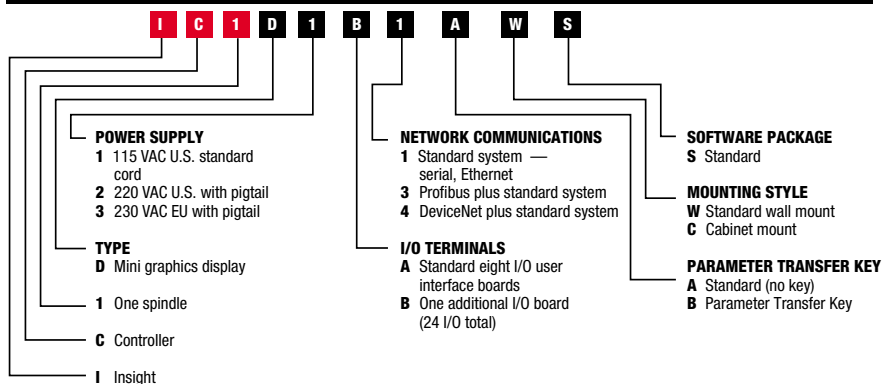 I C 1 D 1 B 1 A W S
POWER SUPPLY
1 115 VAC U.S. standard
cord
2 220 VAC U.S. with pigtail
3 230 VAC EU with pigtail
TYPE
D Mini graphics display
1 One spindle
C Controller
I Insight
NETWORK COMMUNICATIONS
1 Standard system —
serial, Ethernet
3 Profibus plus standard system
4 DeviceNet plus standard system
I/O TERMINALS
A Standard eight I/O user
interface boards
B One additional I/O board
(24 I/O total)
SOFTWARE PACKAGE
S Standard
MOUNTING STYLE
W Standard wall mount
C Cabinet mount
PARAMETER TRANSFER KEY
A Standard (no key)
B Parameter Transfer Key